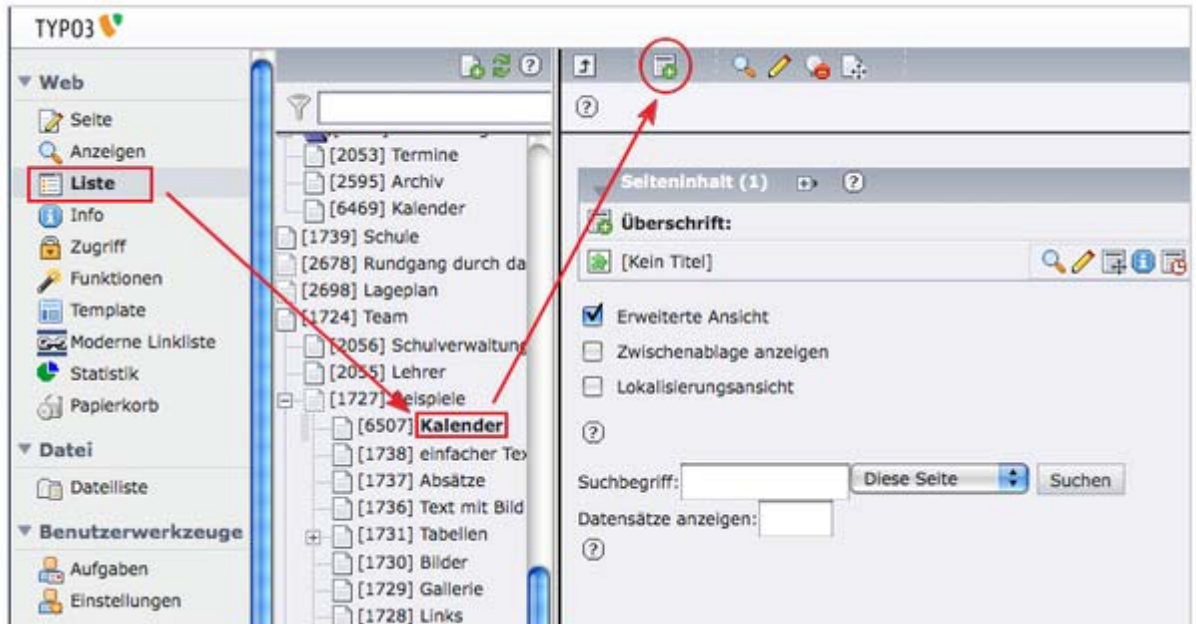 TYPO3
Web
Seite
Anzeigen
Liste
Info
Zugriff
Funktionen
Template
Moderne Linkliste
Statistik
Papierkorb
Datei
Dateiliste
Benutzerwerkzeuge
Aufgaben
Einstellungen
[2053] Termine
[2595] Archiv
[6469] Kalender
[1739] Schule
[2678] Rundgang durch da
[2698] Lageplan
[1724] Team
[2056] Schulverwaltung
[2055] Lehrer
[1727] Beispiele
[6507] Kalender
[1738] einfacher Tex
[1737] Absätze
[1736] Text mit Bild
[1731] Tabellen
[1730] Bilder
[1729] Gallerie
[1728] Links
Seiteninhalt (1)
Überschrift:
[Kein Titel]
Erweiterte Ansicht
Zwischenablage anzeigen
Lokalisierungsansicht
Suchbegriff: Diese Seite Suchen
Datensätze anzeigen: